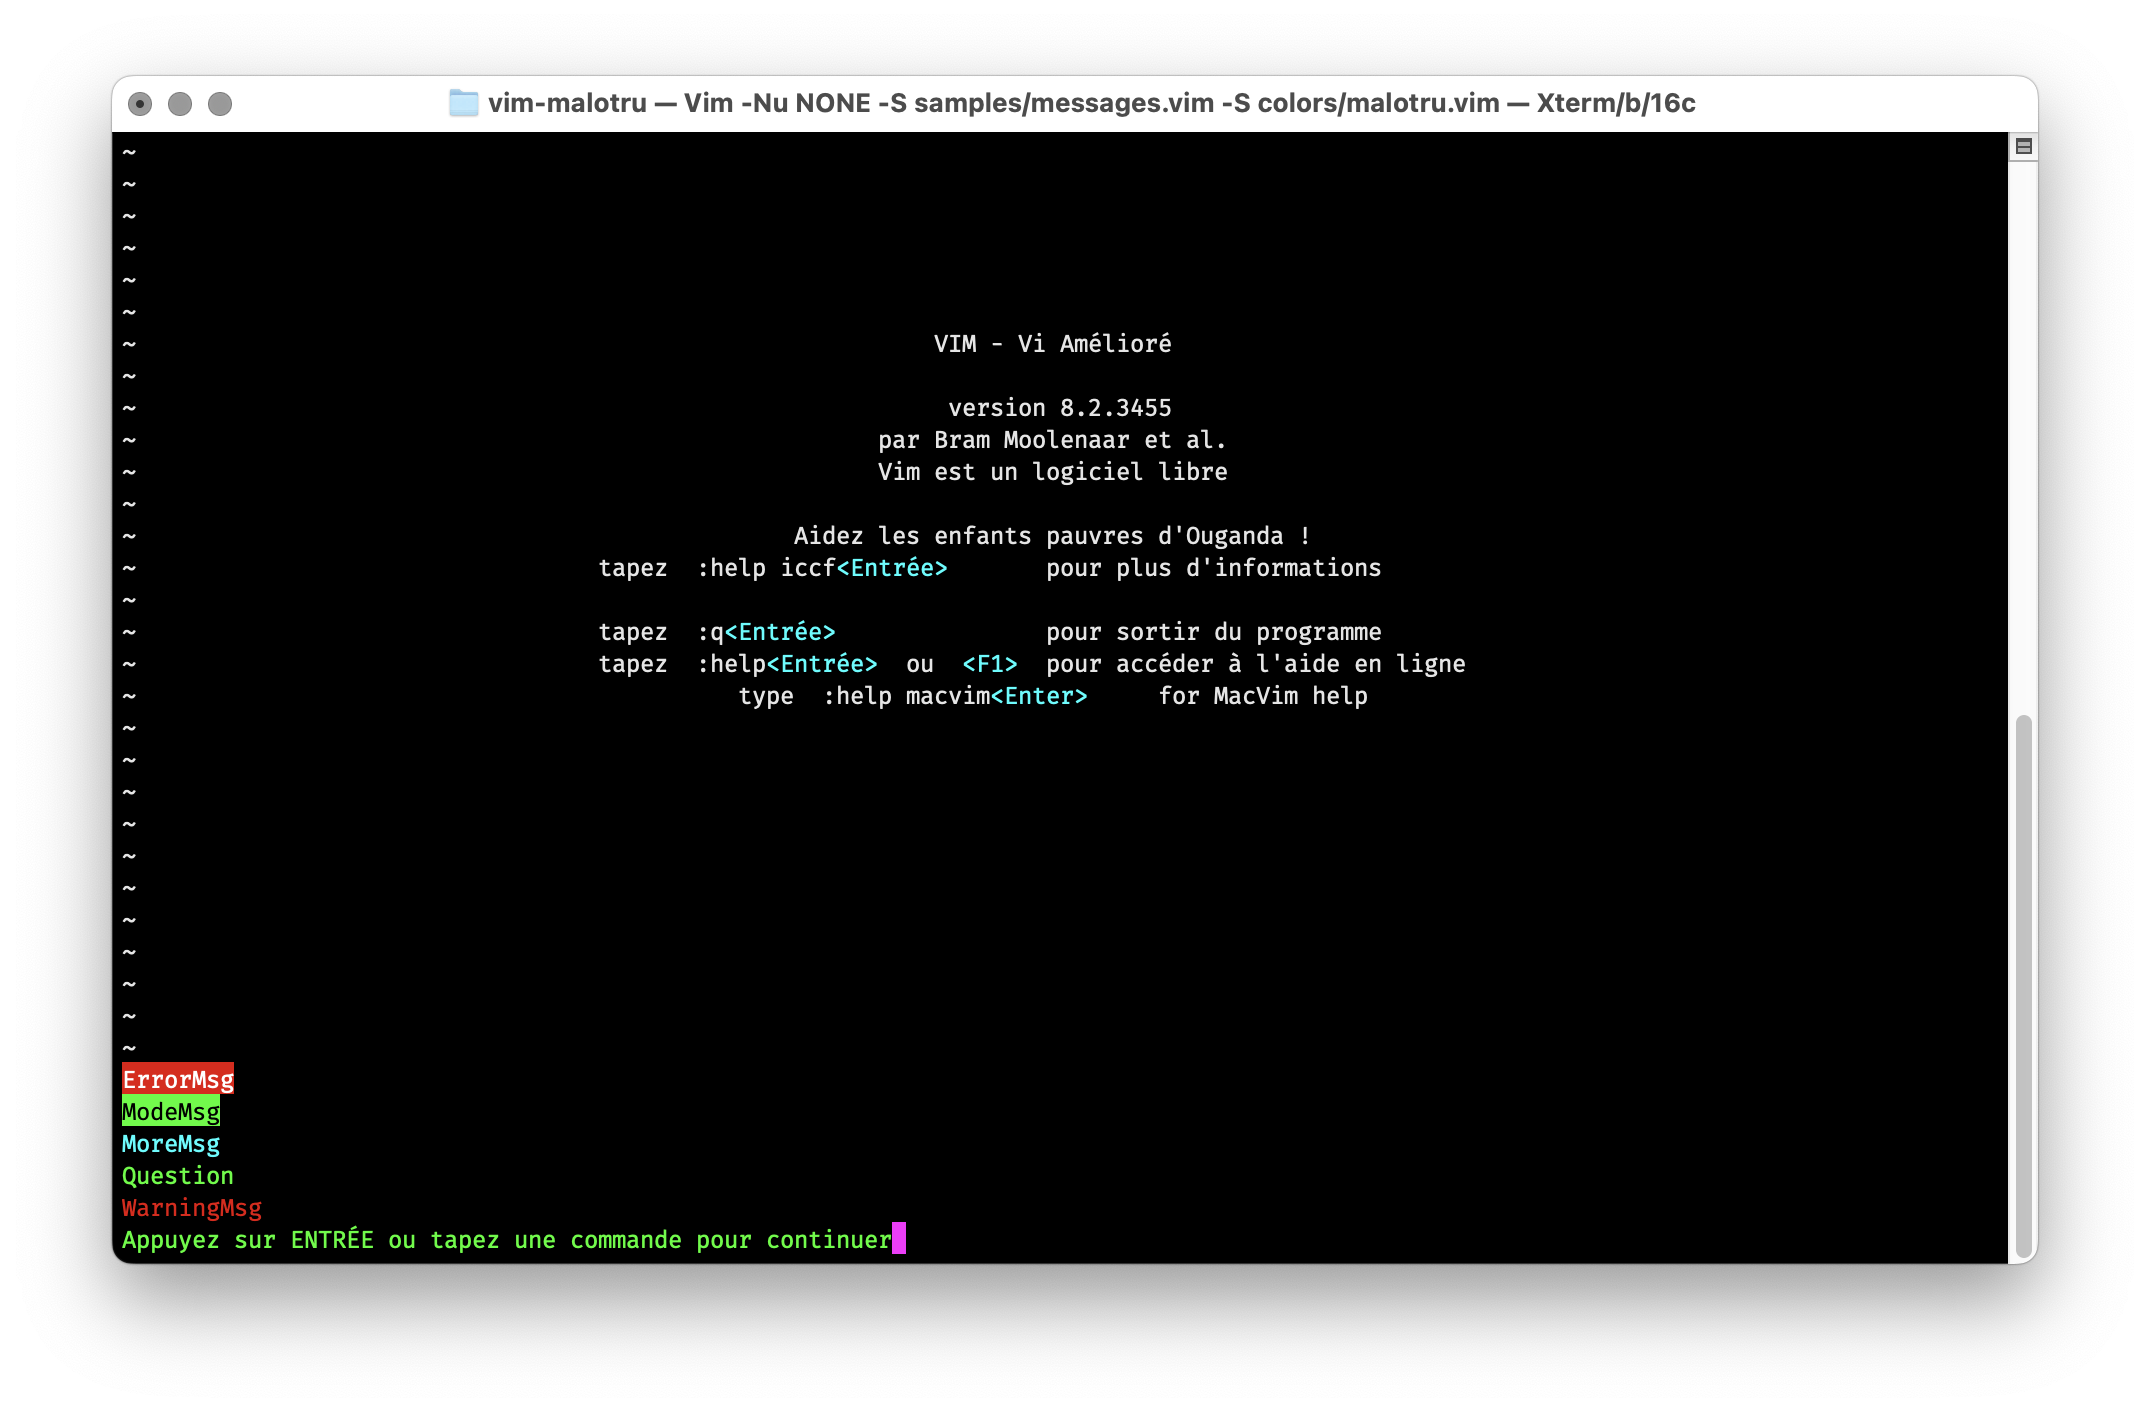 vim-malotru — Vim -Nu NONE -S samples/messages.vim -S colors/malotru.vim — Xterm/b/16c
~
~
~
~
~
~
~ VIM - Vi Amélioré
~
~ version 8.2.3455
~ par Bram Moolenaar et al.
~ Vim est un logiciel libre
~
~ Aidez les enfants pauvres d'Ouganda !
~ tapez :help iccf<Entrée> pour plus d'informations
~
~ tapez :q<Entrée> pour sortir du programme
~ tapez :help<Entrée> ou <F1> pour accéder à l'aide en ligne
~ type :help macvim<Enter> for MacVim help
~
~
~
~
~
~
~
~
~
~
~
ErrorMsg
ModeMsg
MoreMsg
Question
WarningMsg
Appuyez sur ENTRÉE ou tapez une commande pour continuer